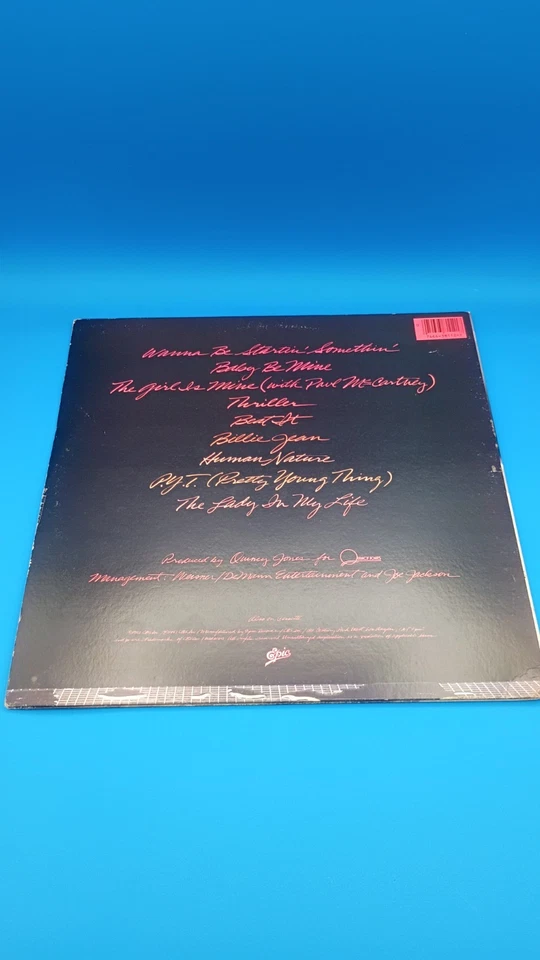 Wanna Be Startin' Somethin'
Baby Be Mine
The Girl Is Mine (with Paul McCartney)
Thriller
Beat It
Billie Jean
Human Nature
P.Y.T. (Pretty Young Thing)
The Lady In My Life
Produced by Quincy Jones for Qwest
Management: Weisner/DeMann Entertainment and Joe Jackson
Epic